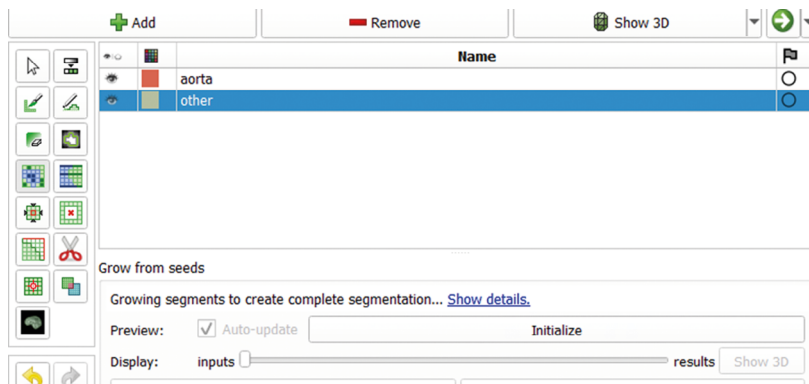 Add Remove Show 3D
Name
aorta
other
Grow from seeds
Growing segments to create complete segmentation... Show details.
Preview: Auto-update Initialize
Display: inputs results Show 3D